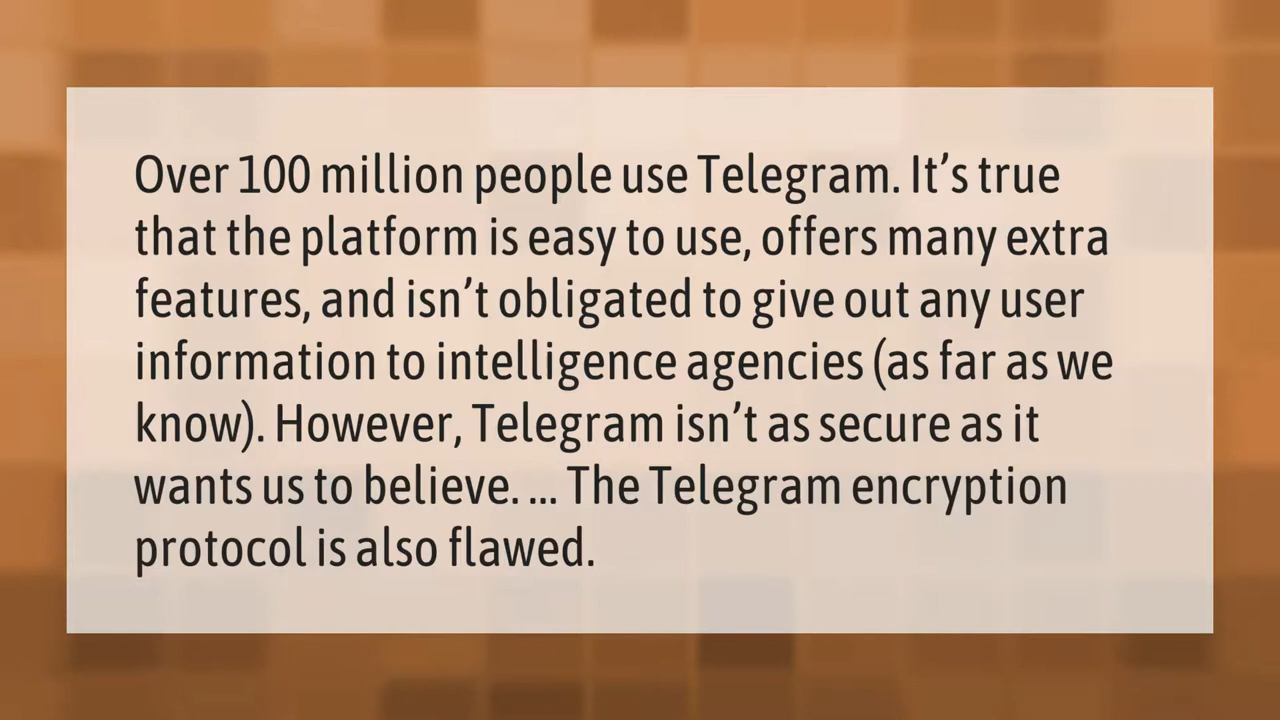 Over 100 million people use Telegram. It’s true
that the platform is easy to use, offers many extra
features, and isn’t obligated to give out any user
information to intelligence agencies (as far as we
know). However, Telegram isn’t as secure as it
wants us to believe. ... The Telegram encryption
protocol is also flawed.